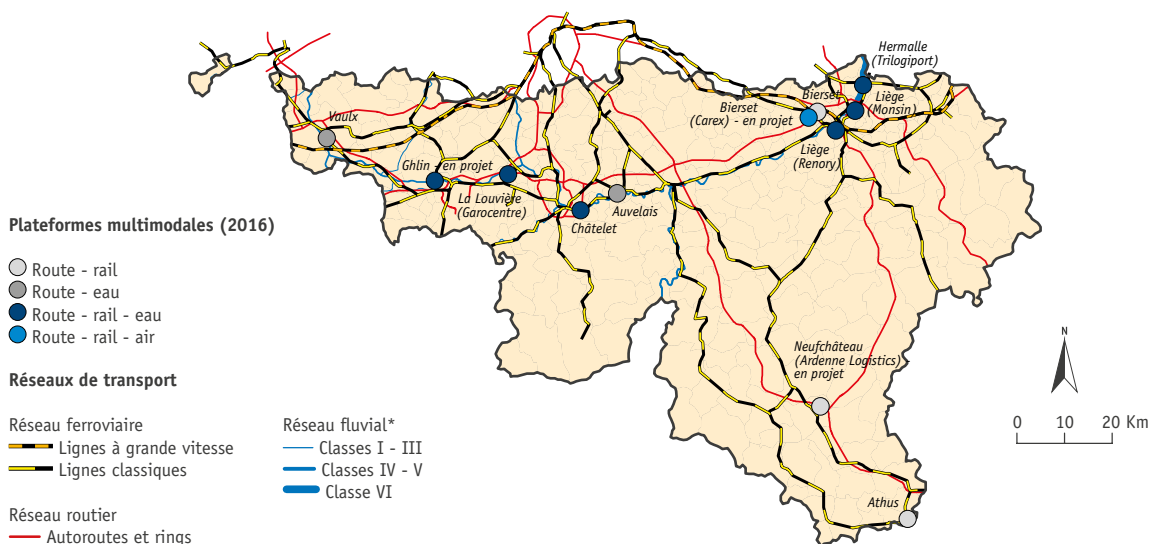 Hermalle
(Trilogiport)
Bierset
Liège
(Monsin)
Bierset
(Carex) - en projet
Vaulx
Liège
(Renory)
Ghlin - en projet
La Louvière
(Garocentre)
Auvelais
Châtelet
Plateformes multimodales (2016)
Route - rail
Route - eau
Route - rail - eau
Route - rail - air
Neufchâteau
(Ardenne Logistics)
en projet
N
0 10 20 Km
Réseaux de transport
Réseau ferroviaire
Lignes à grande vitesse
Lignes classiques
Réseau fluvial*
Classes I - III
Classes IV - V
Classe VI
Athus
Réseau routier
Autoroutes et rings